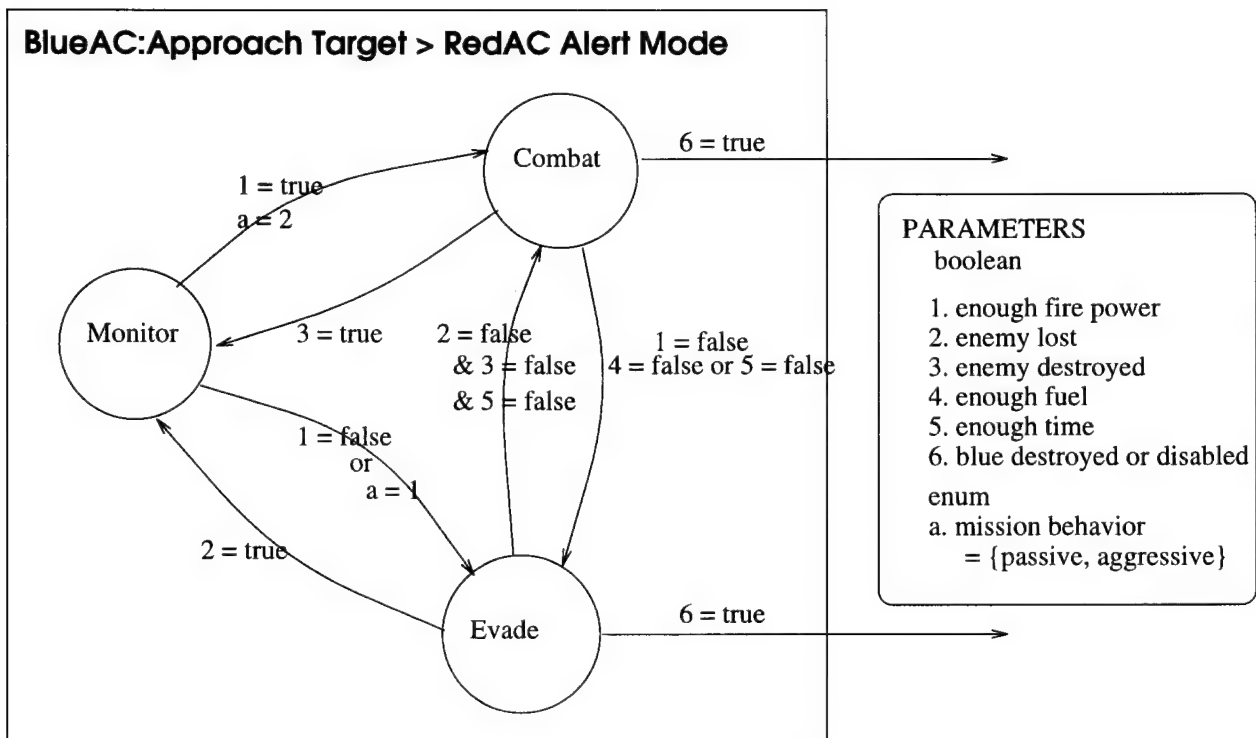 BlueAC:Approach Target > RedAC Alert Mode
Combat
6 = true
1 = true
a = 2
Monitor
3 = true
2 = false
& 3 = false
& 5 = false
1 = false
4 = false or 5 = false
1 = false
or
a = 1
2 = true
Evade
6 = true
PARAMETERS
boolean
1. enough fire power
2. enemy lost
3. enemy destroyed
4. enough fuel
5. enough time
6. blue destroyed or disabled
enum
a. mission behavior
= {passive, aggressive}